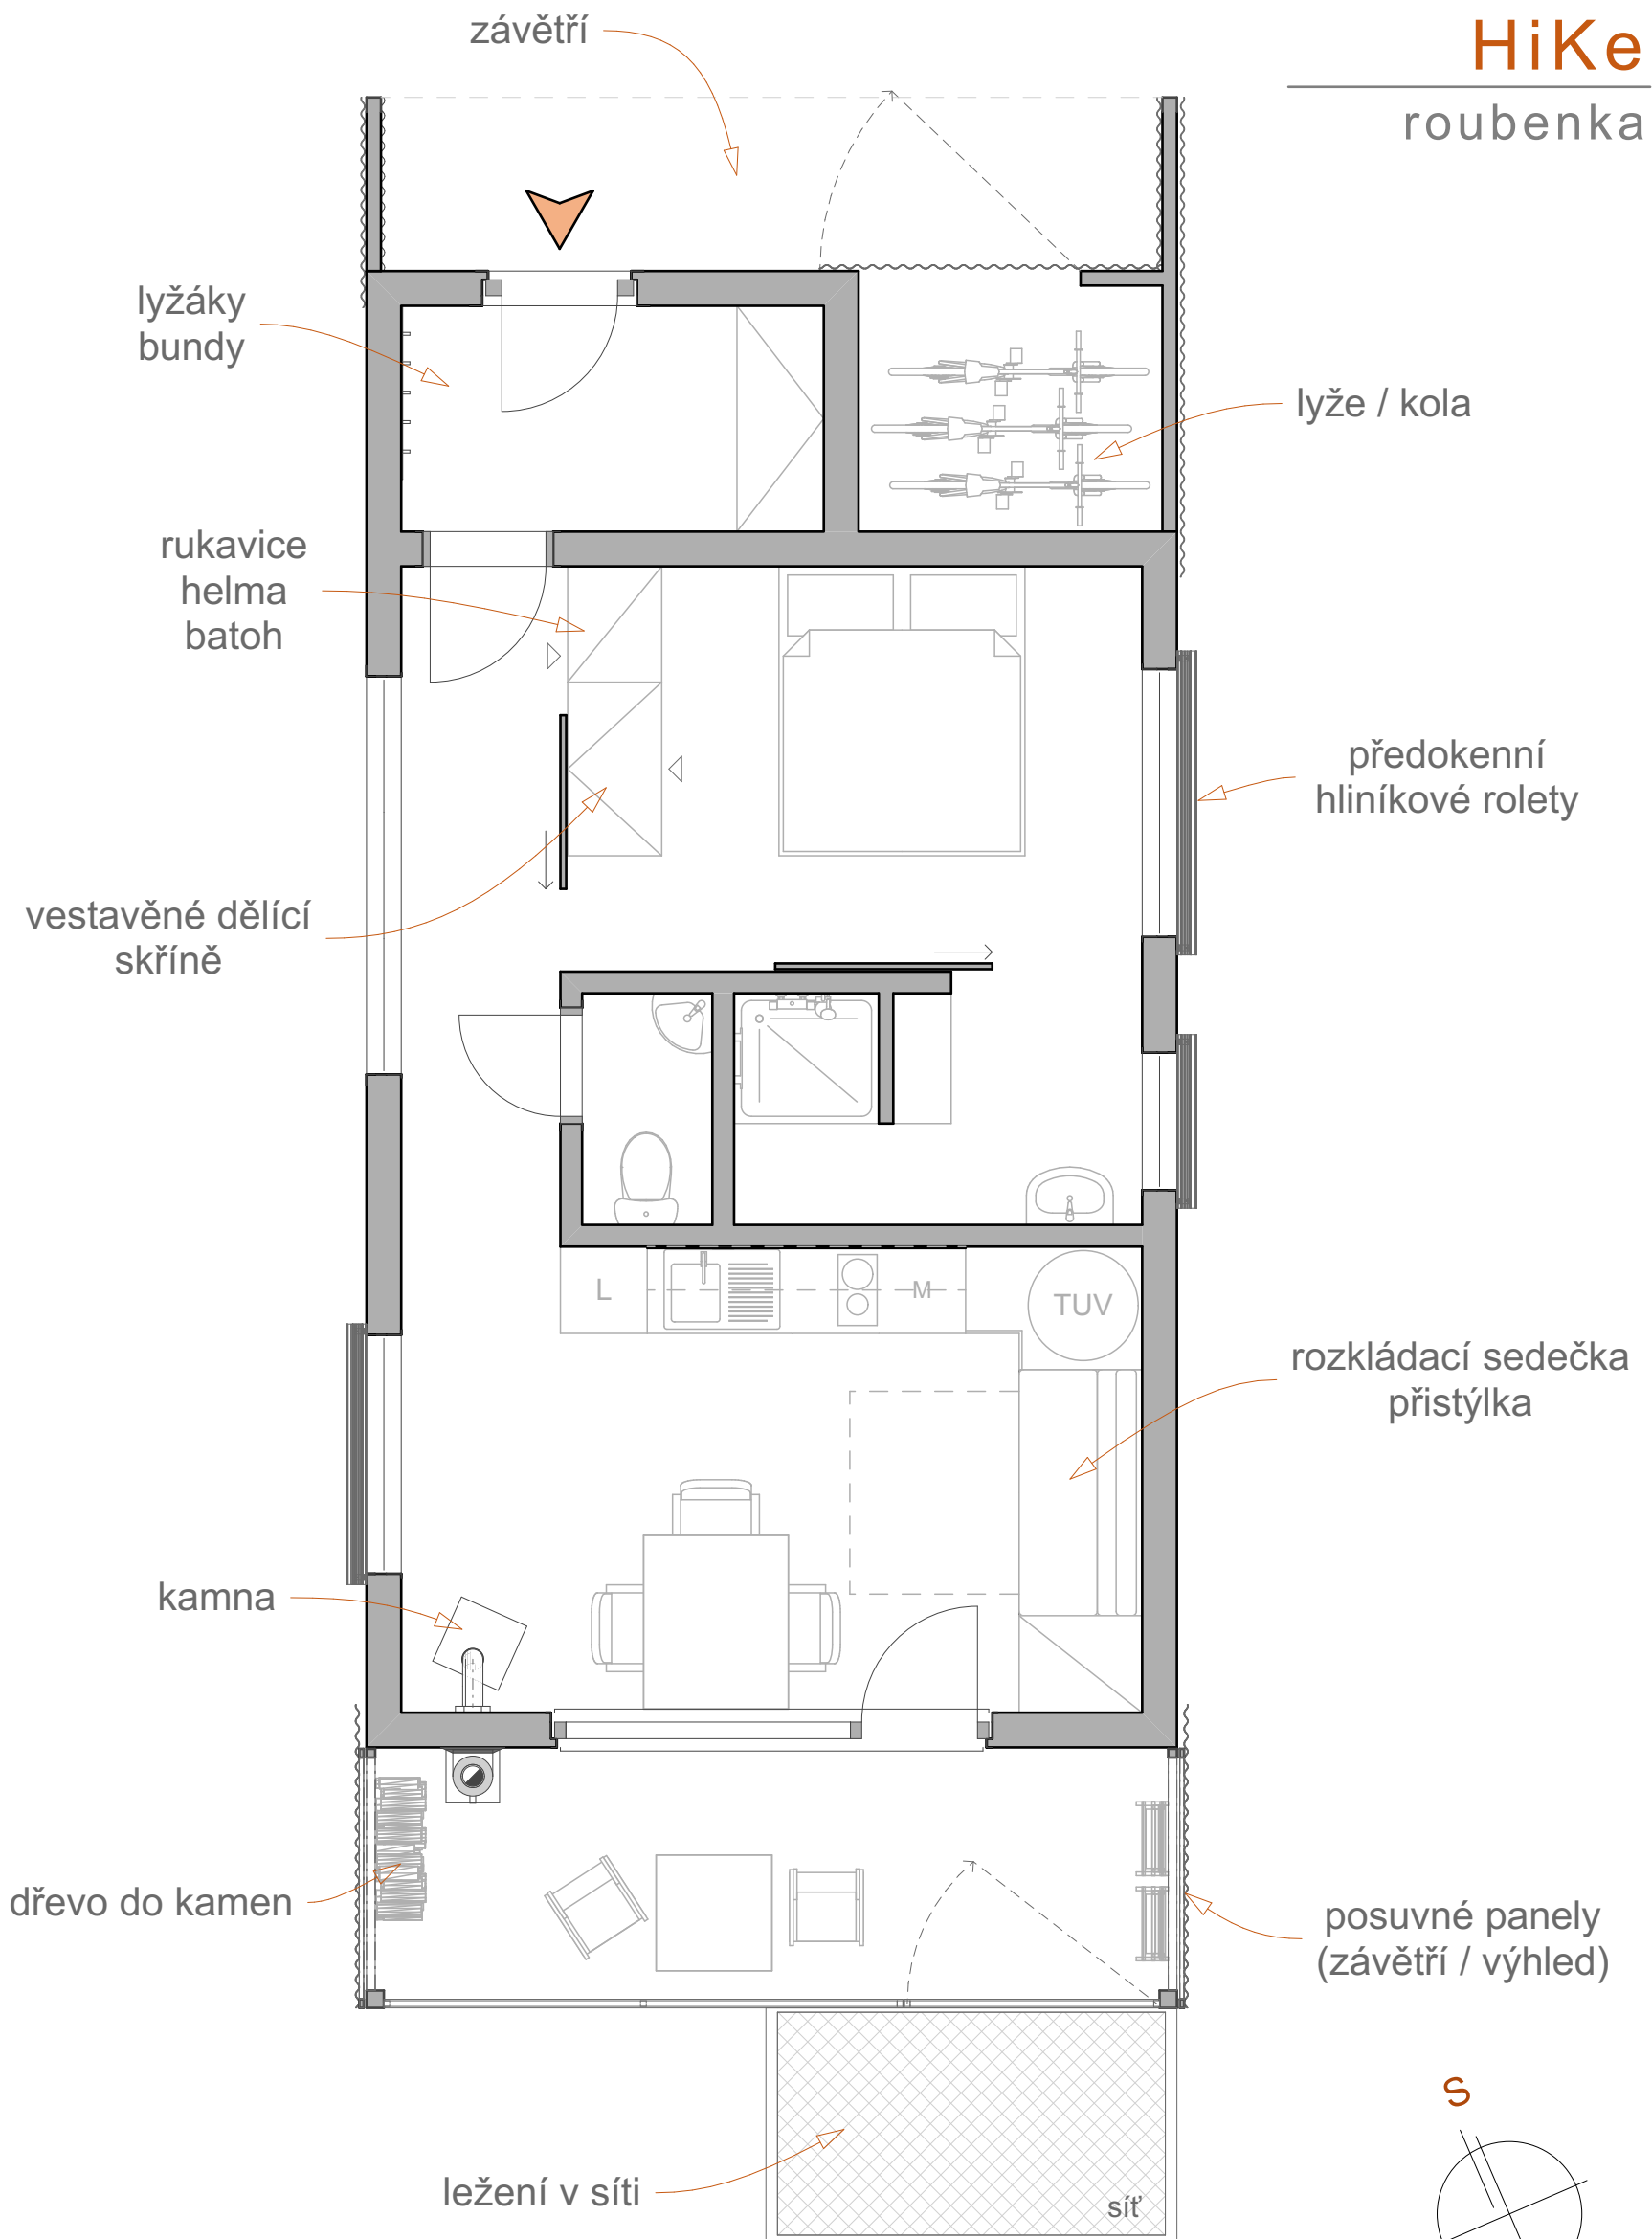 HiKe
roubenka
závětří
lyžáky
bundy
lyže / kola
rukavice
helma
batoh
předokenní
hliníkové rolety
vestavěné dělící
skříně
L
M
TUV
rozkládací sedečka
přistýlka
kamna
dřevo do kamen
posuvné panely
(závětří / výhled)
S
ležení v síti
síť